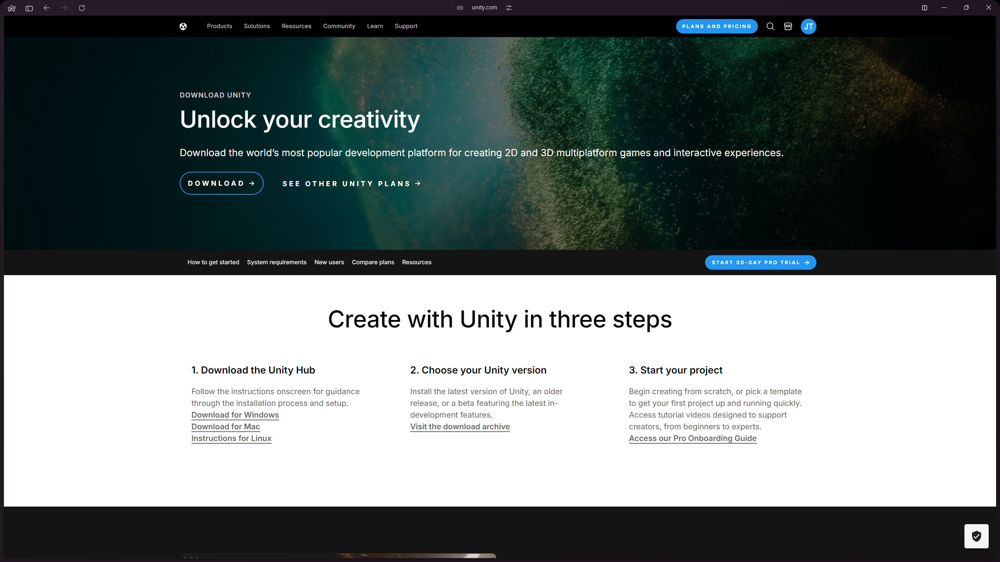 unity.com
Products Solutions Resources Community Learn Support PLANS AND PRICING JT
DOWNLOAD UNITY
Unlock your creativity
Download the world’s most popular development platform for creating 2D and 3D multiplatform games and interactive experiences.
DOWNLOAD → SEE OTHER UNITY PLANS →
How to get started System requirements New users Compare plans Resources START 30-DAY PRO TRIAL →
Create with Unity in three steps
1. Download the Unity Hub
Follow the instructions onscreen for guidance
through the installation process and setup.
Download for Windows
Download for Mac
Instructions for Linux
2. Choose your Unity version
Install the latest version of Unity, an older
release, or a beta featuring the latest in-
development features.
Visit the download archive
3. Start your project
Begin creating from scratch, or pick a template
to get your first project up and running quickly.
Access tutorial videos designed to support
creators, from beginners to experts.
Access our Pro Onboarding Guide